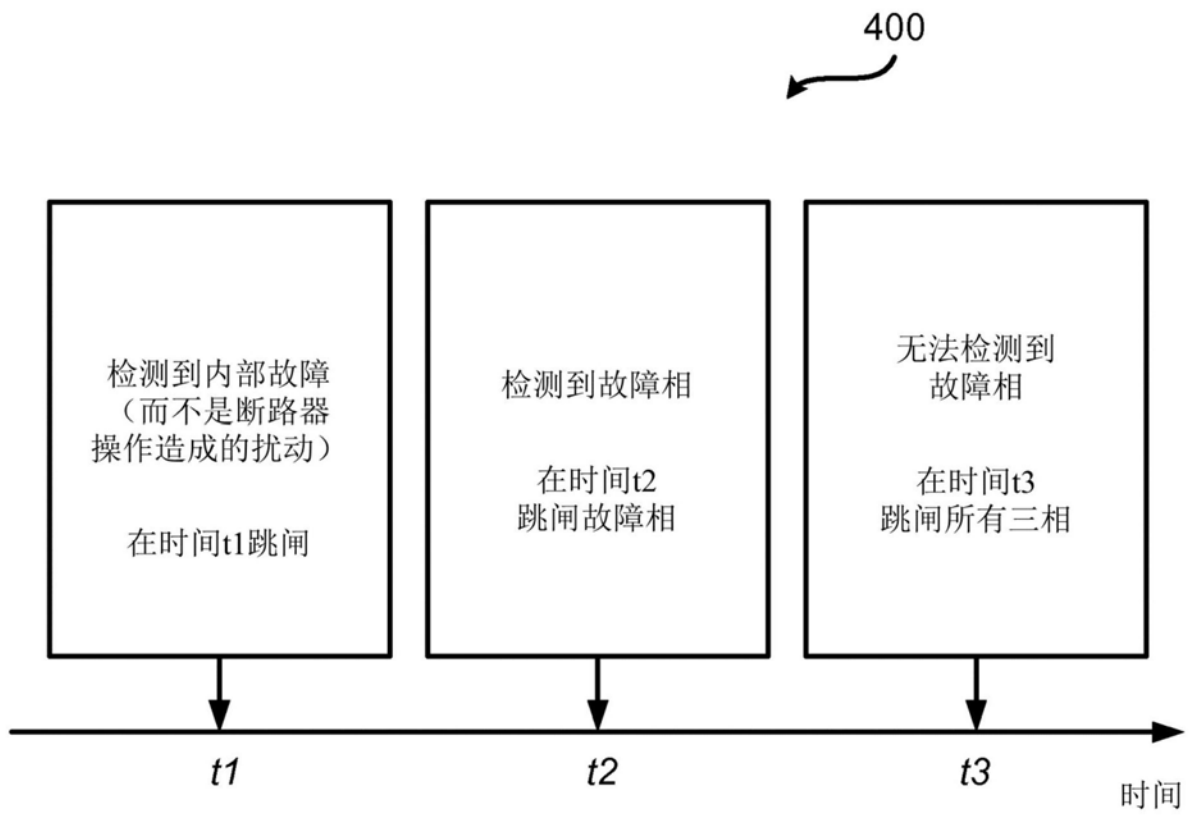 400
检测到内部故障
（而不是断路器
操作造成的扰动）
在时间t1跳闸
检测到故障相
在时间t2
跳闸故障相
无法检测到
故障相
在时间t3
跳闸所有三相
t1
t2
t3
时间